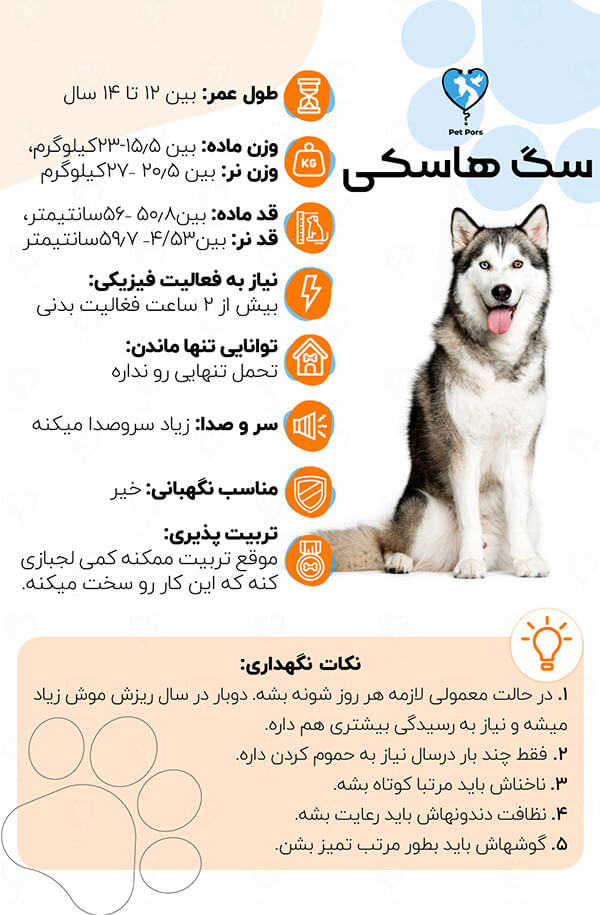 Pet Pors
سگ هاسکی
طول عمر: بین ۱۲ تا ۱۴ سال
وزن ماده: بین ۱۵٫۵-۲۳کیلوگرم،
وزن نر: بین ۲۰٫۵ -۲۷کیلوگرم
قد ماده: بین۵۰٫۸ -۵۶سانتیمتر،
قد نر: بین۴/۵۳- ۵۹٫۷سانتیمتر
نیاز به فعالیت فیزیکی:
بیش از ۲ ساعت فغالیت بدنی
توانایی تنها ماندن:
تحمل تنهایی رو نداره
سر و صدا: زیاد سروصدا میکنه
مناسب نگهبانی: خیر
تربیت پذیری:
موقع تربیت ممکنه کمی لجبازی
کنه که این کار رو سخت میکنه.
KG
نکات نگهداری:
۱. در حالت معمولی لازمه هر روز شونه بشه. دوبار در سال ریزش موش زیاد
میشه و نیاز به رسیدگی بیشتری هم داره.
۲. فقط چند بار درسال نیاز به حموم کردن داره.
۳. ناخناش باید مرتبا کوتاه بشه.
۴. نظافت دندونهاش باید رعایت بشه.
۵. گوشهاش باید بطور مرتب تمیز بشن.